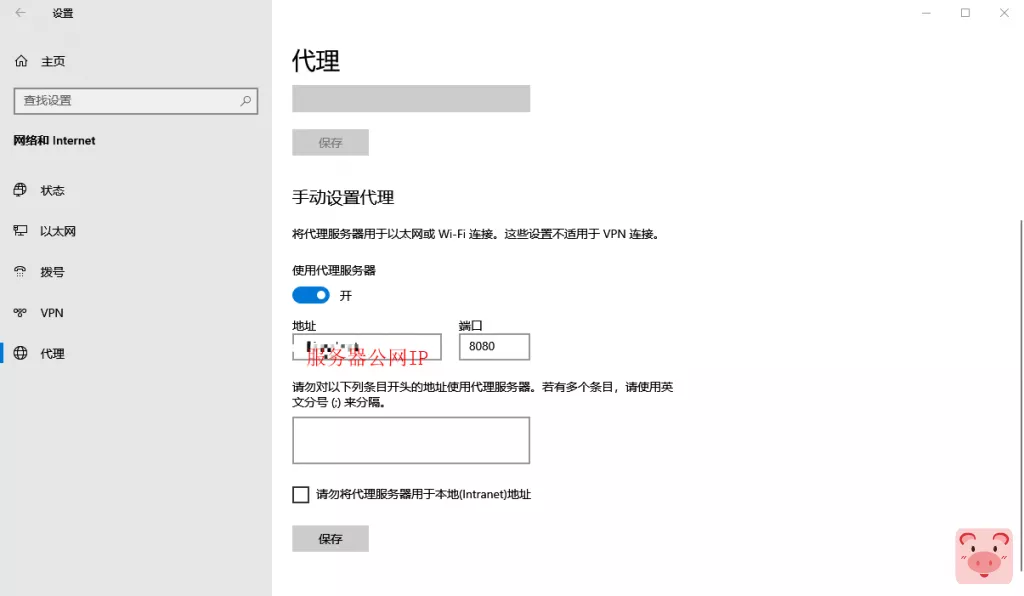 设置
主页
查找设置
网络和 Internet
状态
以太网
拨号
VPN
代理
代理
保存
手动设置代理
将代理服务器用于以太网或 Wi-Fi 连接。这些设置不适用于 VPN 连接。
使用代理服务器
开
地址
端口
服务器公网IP
8080
请勿对以下列条目开头的地址使用代理服务器。若有多个条目，请使用英
文分号 (;) 来分隔。
请勿将代理服务器用于本地(Intranet)地址
保存